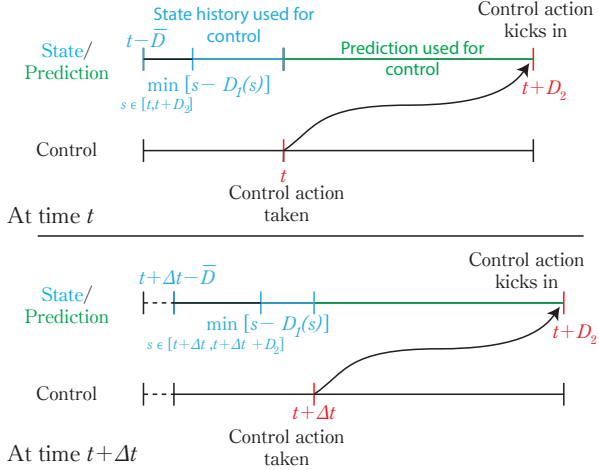 State history used for
control
Control action
kicks in
t−D̅
State/
Prediction
Prediction used for
control
min [s− D₁(s)]
s ∈ [t,t+D₂]
t+D₂
Control
t
Control action
taken
At time t
Control action
kicks in
t+Δt−D̅
State/
Prediction
min [s− D₁(s)]
s ∈ [t+Δt ,t+Δt +D₂]
t+D₂
Control
t+Δt
Control action
taken
At time t+Δt